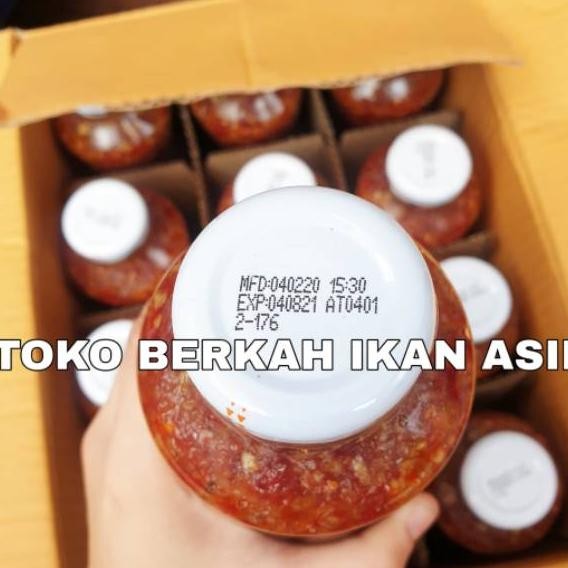 MFD:040220 15:30
EXP:040821 AT0401
2-176
TOKO BERKAH IKAN ASI